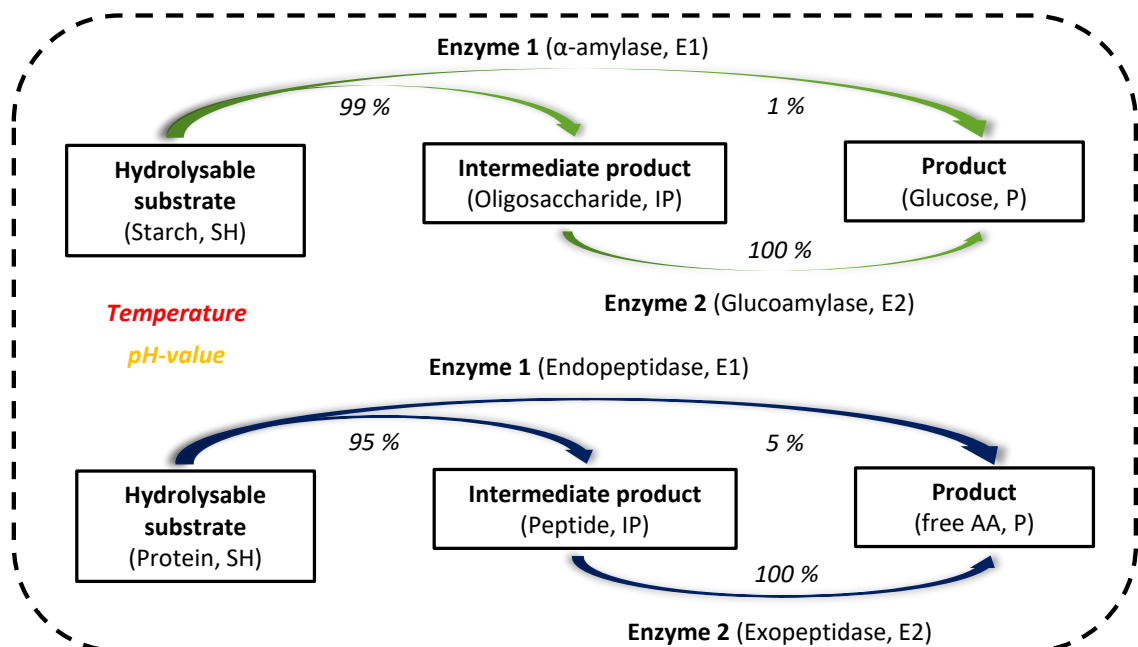 Enzyme 1 (α-amylase, E1)
99 %
1 %
Hydrolysable
substrate
(Starch, SH)
Intermediate product
(Oligosaccharide, IP)
Product
(Glucose, P)
100 %
Enzyme 2 (Glucoamylase, E2)
Temperature
pH-value
Enzyme 1 (Endopeptidase, E1)
95 %
5 %
Hydrolysable
substrate
(Protein, SH)
Intermediate product
(Peptide, IP)
Product
(free AA, P)
100 %
Enzyme 2 (Exopeptidase, E2)